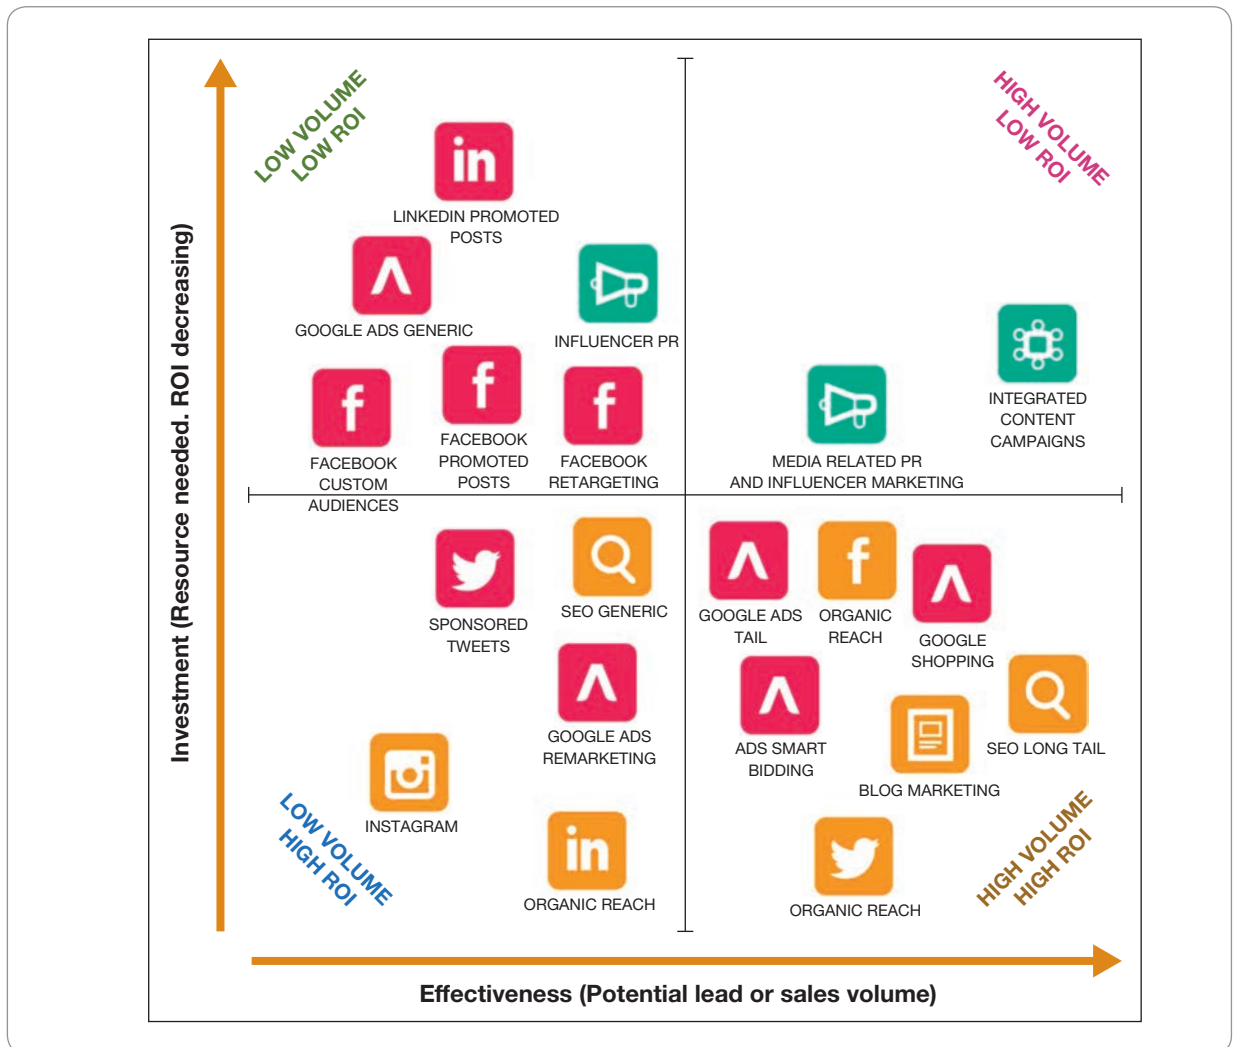 LOW VOLUME
LOW ROI
HIGH VOLUME
LOW ROI
in
LINKEDIN PROMOTED
POSTS
GOOGLE ADS GENERIC
INFLUENCER PR
f
FACEBOOK
CUSTOM
AUDIENCES
f
FACEBOOK
PROMOTED
POSTS
f
FACEBOOK
RETARGETING
MEDIA RELATED PR
AND INFLUENCER MARKETING
INTEGRATED
CONTENT
CAMPAIGNS
SPONSORED
TWEETS
SEO GENERIC
GOOGLE ADS
TAIL
f
ORGANIC
REACH
GOOGLE
SHOPPING
GOOGLE ADS
REMARKETING
ADS SMART
BIDDING
BLOG MARKETING
SEO LONG TAIL
INSTAGRAM
in
ORGANIC REACH
ORGANIC REACH
LOW VOLUME
HIGH ROI
HIGH VOLUME
HIGH ROI
Investment (Resource needed. ROI decreasing)
Effectiveness (Potential lead or sales volume)